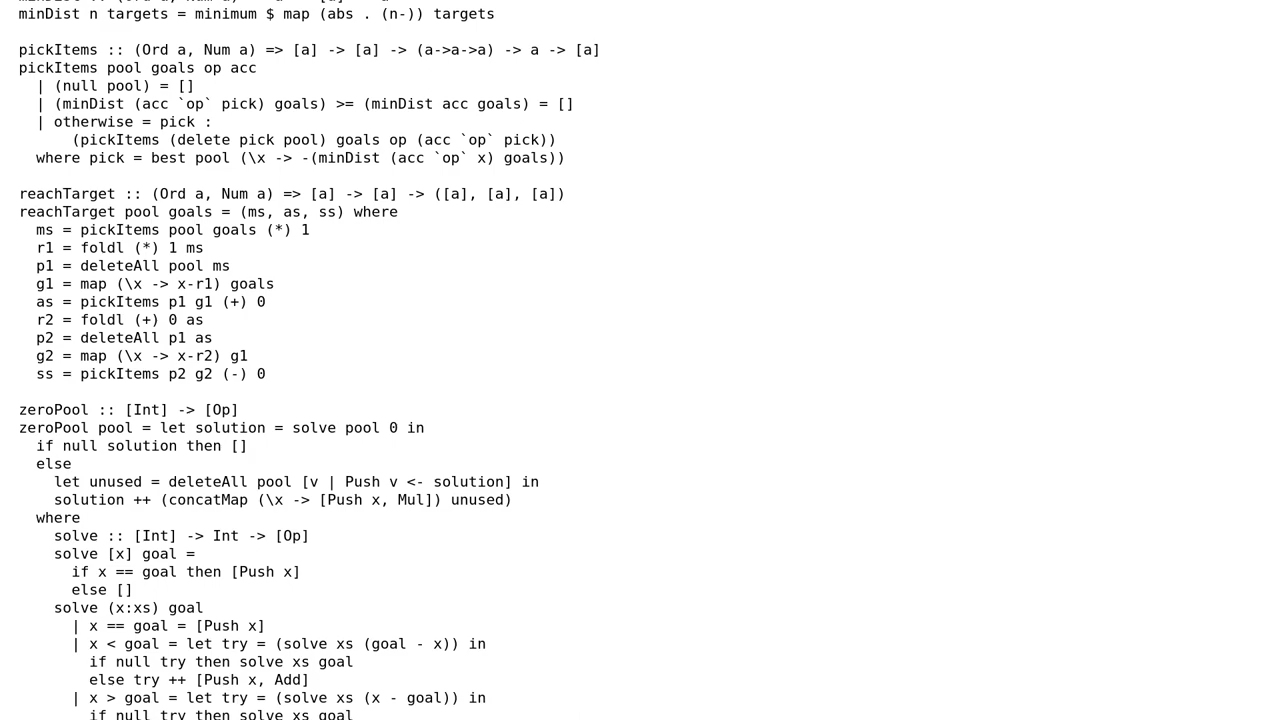 minDist n targets = minimum $ map (abs . (n-)) targets
pickItems :: (Ord a, Num a) => [a] -> [a] -> (a->a->a) -> a -> [a]
pickItems pool goals op acc
| (null pool) = []
| (minDist (acc `op` pick) goals) >= (minDist acc goals) = []
| otherwise = pick :
(pickItems (delete pick pool) goals op (acc `op` pick))
where pick = best pool (\x -> -(minDist (acc `op` x) goals))
reachTarget :: (Ord a, Num a) => [a] -> [a] -> ([a], [a], [a])
reachTarget pool goals = (ms, as, ss) where
ms = pickItems pool goals (*) 1
r1 = foldl (*) 1 ms
p1 = deleteAll pool ms
g1 = map (\x -> x-r1) goals
as = pickItems p1 g1 (+) 0
r2 = foldl (+) 0 as
p2 = deleteAll p1 as
g2 = map (\x -> x-r2) g1
ss = pickItems p2 g2 (-) 0
zeroPool :: [Int] -> [Op]
zeroPool pool = let solution = solve pool 0 in
if null solution then []
else
let unused = deleteAll pool [v | Push v <- solution] in
solution ++ (concatMap (\x -> [Push x, Mul]) unused)
where
solve :: [Int] -> Int -> [Op]
solve [x] goal =
if x == goal then [Push x]
else []
solve (x:xs) goal
| x == goal = [Push x]
| x < goal = let try = (solve xs (goal - x)) in
if null try then solve xs goal
else try ++ [Push x, Add]
| x > goal = let try = (solve xs (x - goal)) in
if null try then solve xs goal